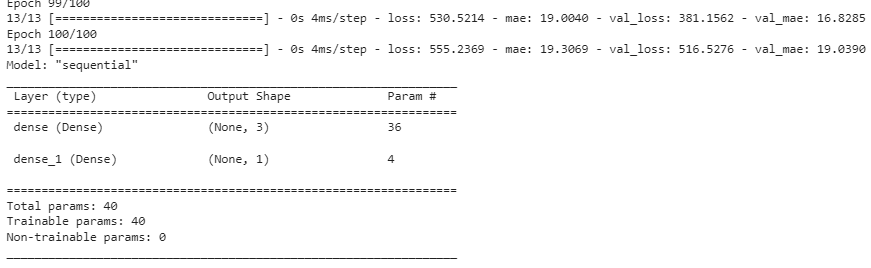 Epoch 99/100
13/13 [==============================] - 0s 4ms/step - loss: 530.5214 - mae: 19.0040 - val_loss: 381.1562 - val_mae: 16.8285
Epoch 100/100
13/13 [==============================] - 0s 4ms/step - loss: 555.2369 - mae: 19.3069 - val_loss: 516.5276 - val_mae: 19.0390
Model: "sequential"
_________________________________________________________________
Layer (type) Output Shape Param #
=================================================================
dense (Dense) (None, 3) 36
dense_1 (Dense) (None, 1) 4
=================================================================
Total params: 40
Trainable params: 40
Non-trainable params: 0
_________________________________________________________________